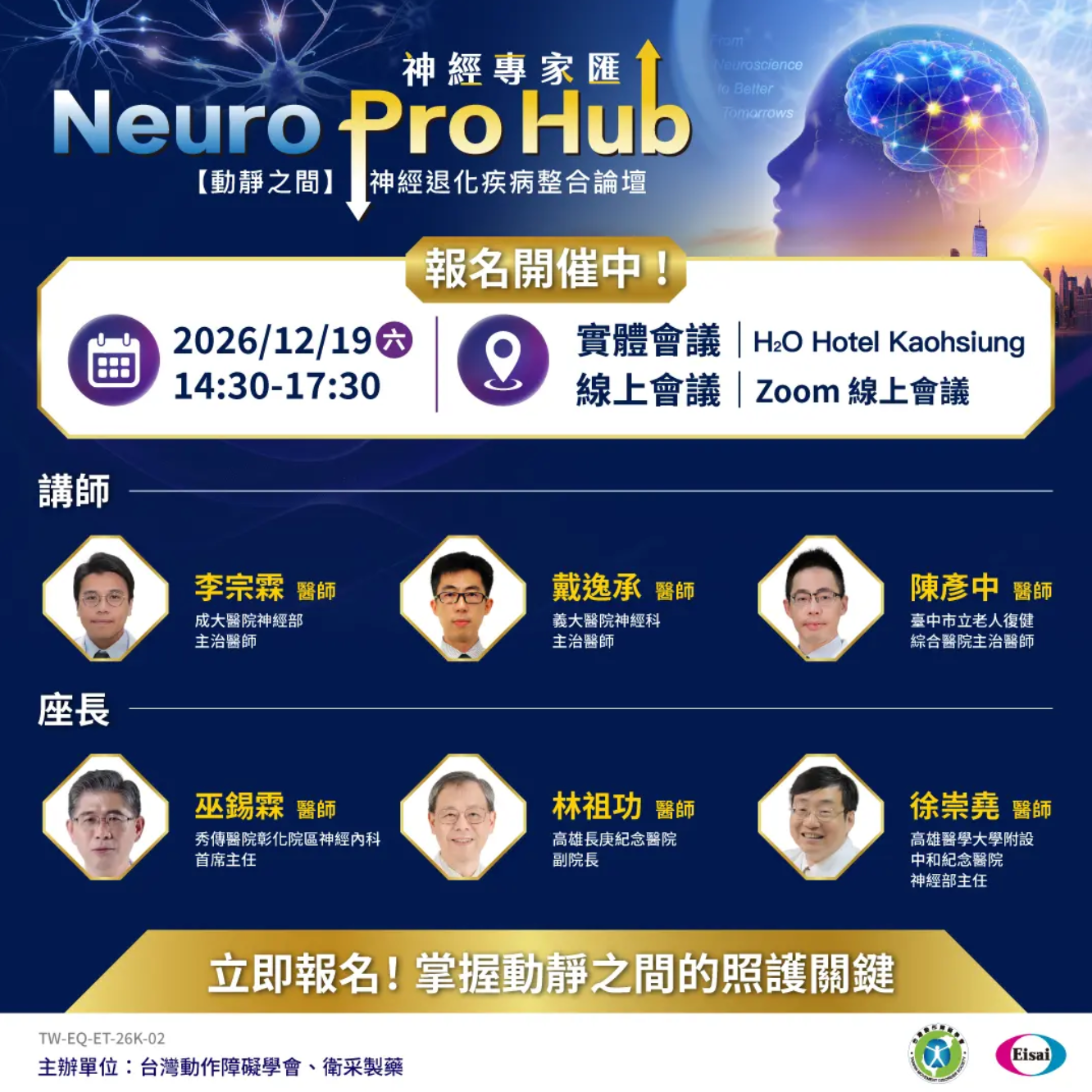 From
Neuroscience
to Better
Tomorrows
神經專家匯
Neuro Pro Hub
【動靜之間】神經退化疾病整合論壇
報名開催中！
2026/12/19 六
14:30-17:30
實體會議｜H₂O Hotel Kaohsiung
線上會議｜Zoom 線上會議
講師
李宗霖 醫師
成大醫院神經部
主治醫師
戴逸承 醫師
義大醫院神經科
主治醫師
陳彥中 醫師
臺中市立老人復健
綜合醫院主治醫師
座長
巫錫霖 醫師
秀傳醫院彰化院區神經內科
首席主任
林祖功 醫師
高雄長庚紀念醫院
副院長
徐崇堯 醫師
高雄醫學大學附設
中和紀念醫院
神經部主任
立即報名！掌握動靜之間的照護關鍵
TW-EQ-ET-26K-02
主辦單位：台灣動作障礙學會、衛采製藥
Eisai